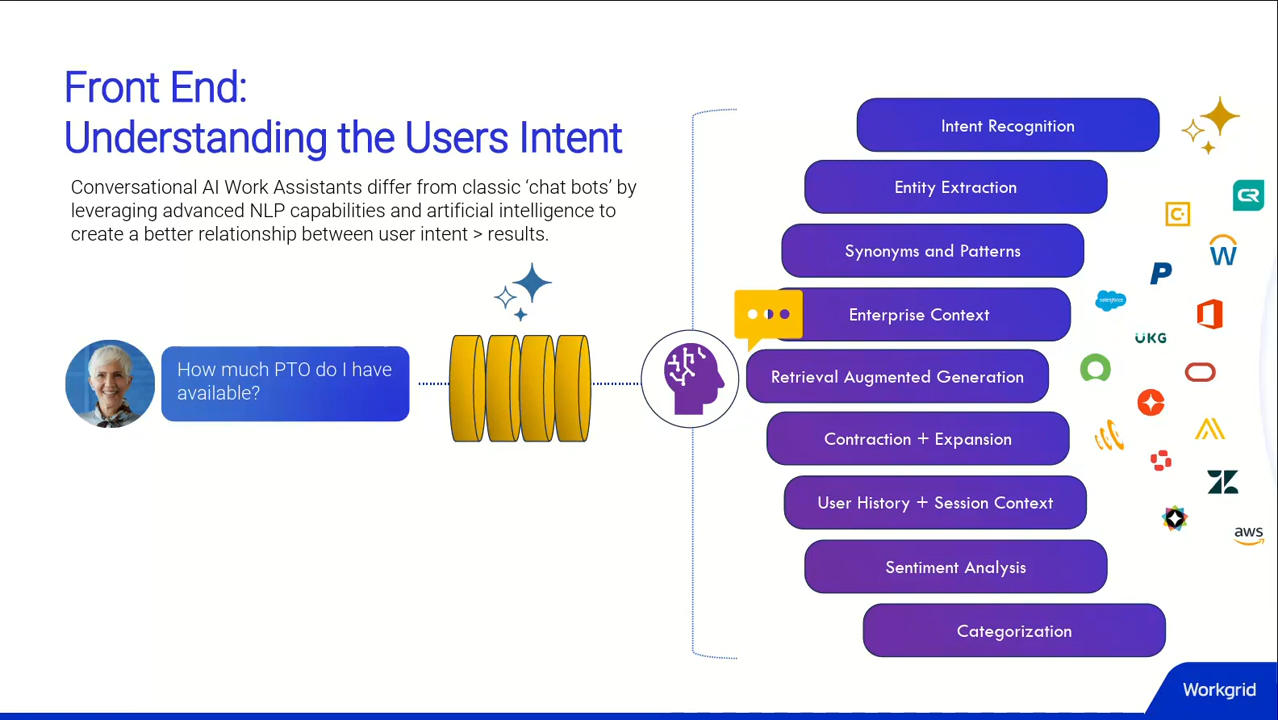 Front End:
Understanding the Users Intent
Conversational AI Work Assistants differ from classic ‘chat bots’ by
leveraging advanced NLP capabilities and artificial intelligence to
create a better relationship between user intent > results.
How much PTO do I have
available?
Intent Recognition
Entity Extraction
Synonyms and Patterns
Enterprise Context
Retrieval Augmented Generation
Contraction + Expansion
User History + Session Context
Sentiment Analysis
Categorization
CR
C
W
P
salesforce
UKG
aws
Workgrid